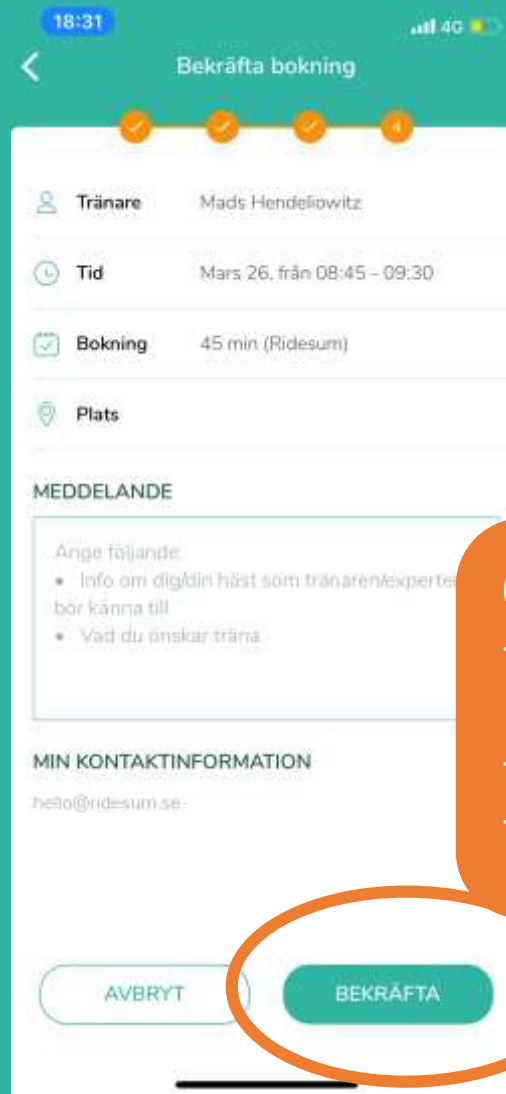 18:31
4G
Bekräfta bokning
4
Tränare Mads Hendeliowitz
Tid Mars 26, från 08:45 - 09:30
Bokning 45 min (Ridesum)
Plats
MEDDELANDE
Ange följande:
• Info om dig/din häst som tränaren/experte
bör känna till
• Vad du önskar träna
MIN KONTAKTINFORMATION
hello@ridesum.se
AVBRYT BEKRÄFTA